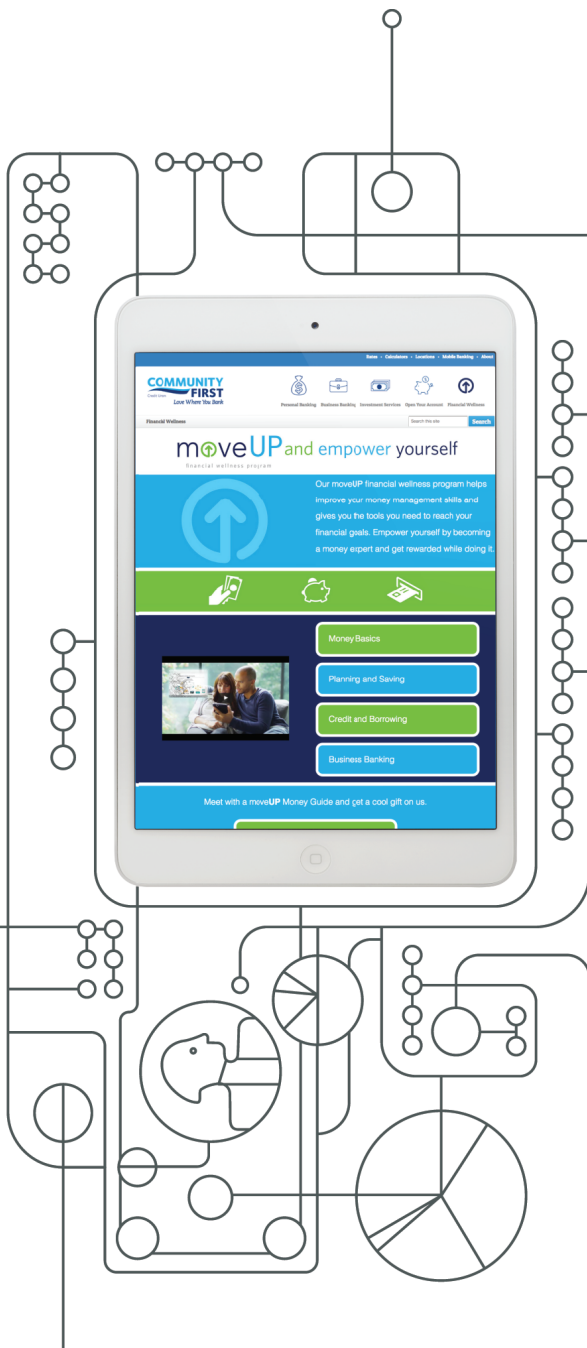 Rates • Calculators • Locations • Mobile Banking • About
COMMUNITY
Credit Union
FIRST
Love Where You Bank
Personal Banking Business Banking Investment Services Open Your Account Financial Wellness
Financial Wellness
Search this site
Search
moveUP and empower yourself
financial wellness program
Our moveUP financial wellness program helps
improve your money management skills and
gives you the tools you need to reach your
financial goals. Empower yourself by becoming
a money expert and get rewarded while doing it.
Money Basics
Planning and Saving
Credit and Borrowing
Business Banking
Meet with a moveUP Money Guide and get a cool gift on us.